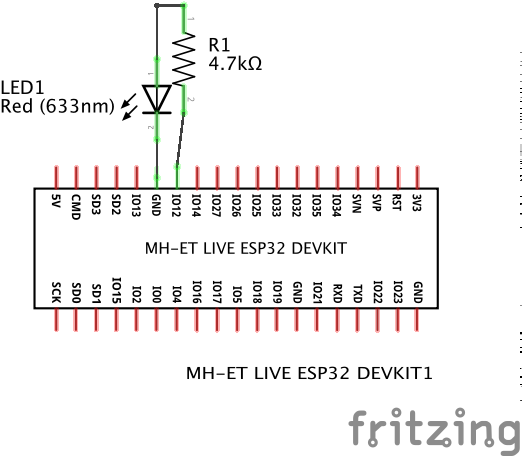 R1
4.7kΩ
1
2
LED1
Red (633nm)
1
2
5V CMD SD3 SD2 IO13 GND IO12 IO14 IO27 IO26 IO25 IO33 IO32 IO35 IO34 SVN SVP RST 3V3
MH-ET LIVE ESP32 DEVKIT
SCK SD0 SD1 IO15 IO2 IO0 IO4 IO16 IO17 IO5 IO18 IO19 GND IO21 RXD TXD IO22 IO23 GND
MH-ET LIVE ESP32 DEVKIT1
fritzing